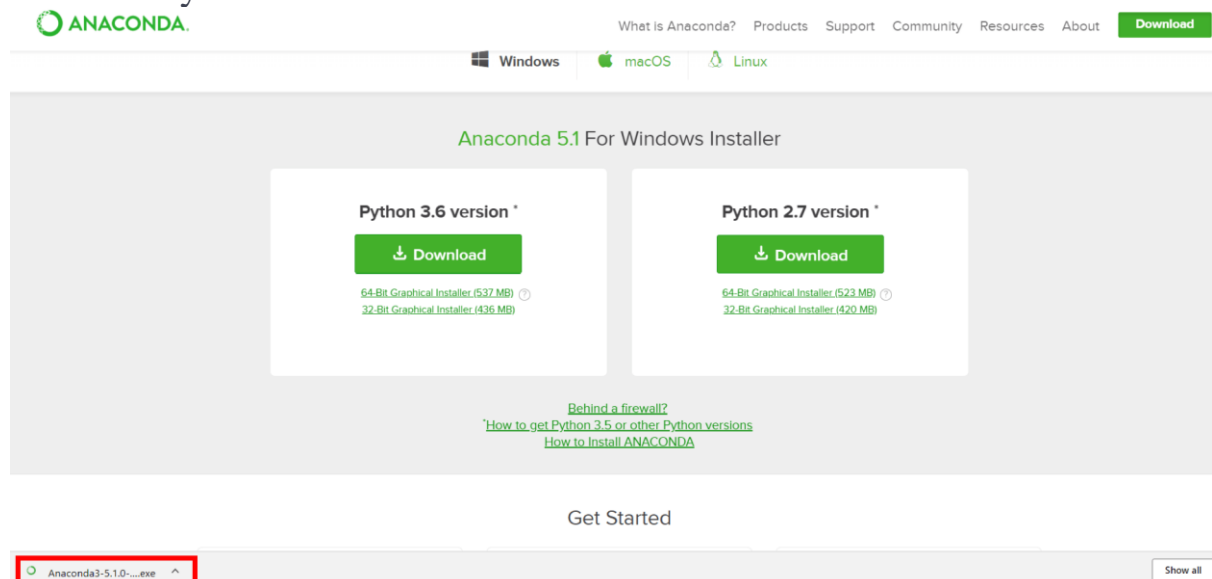 ANACONDA.
What is Anaconda? Products Support Community Resources About Download
Windows macOS Linux
Anaconda 5.1 For Windows Installer
Python 3.6 version *
Download
64-Bit Graphical Installer (537 MB) ?
32-Bit Graphical Installer (436 MB)
Python 2.7 version *
Download
64-Bit Graphical Installer (523 MB) ?
32-Bit Graphical Installer (420 MB)
Behind a firewall?
*How to get Python 3.5 or other Python versions
How to Install ANACONDA
Get Started
Anaconda3-5.1.0-....exe
Show all